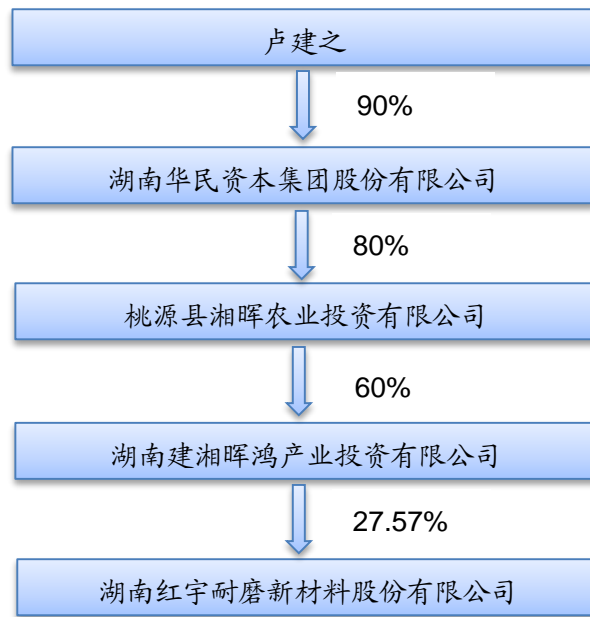 卢建之
90%
湖南华民资本集团股份有限公司
80%
桃源县湘晖农业投资有限公司
60%
湖南建湘晖鸿产业投资有限公司
27.57%
湖南红宇耐磨新材料股份有限公司